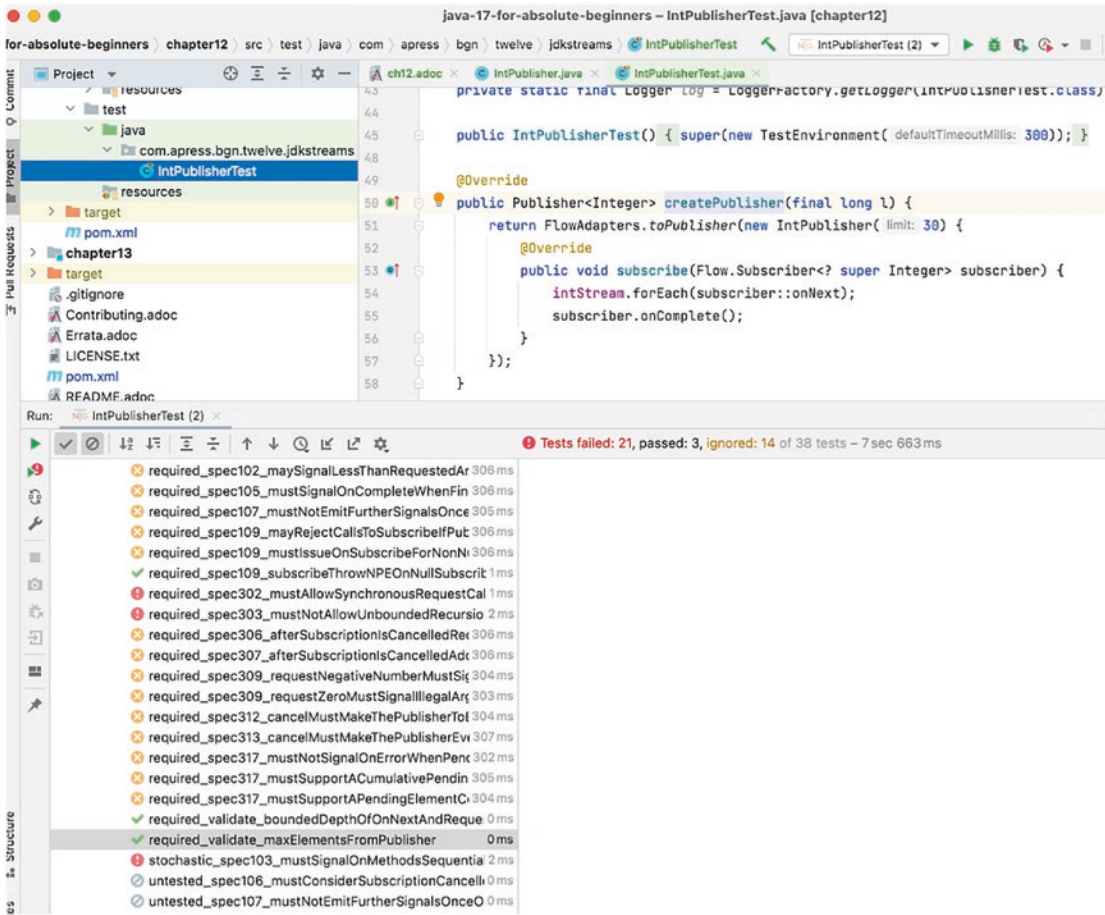 java-17-for-absolute-beginners – IntPublisherTest.java [chapter12]
for-absolute-beginners chapter12 src test java com apress bgn twelve jdkstreams IntPublisherTest IntPublisherTest (2)
Project ch12.adoc IntPublisher.java IntPublisherTest.java
Commit
Project
Pull Requests
resources
test
java
com.apress.bgn.twelve.jdkstreams
IntPublisherTest
resources
target
pom.xml
chapter13
target
.gitignore
Contributing.adoc
Errata.adoc
LICENSE.txt
pom.xml
README.adoc
43 private static final Logger log = LoggerFactory.getLogger(IntPublisherTest.class)
44
45 public IntPublisherTest() { super(new TestEnvironment( defaultTimeoutMillis: 300)); }
48
49 @Override
50 public Publisher<Integer> createPublisher(final long l) {
51 return FlowAdapters.toPublisher(new IntPublisher( limit: 30) {
52 @Override
53 public void subscribe(Flow.Subscriber<? super Integer> subscriber) {
54 intStream.forEach(subscriber::onNext);
55 subscriber.onComplete();
56 }
57 });
58 }
Run: IntPublisherTest (2)
Tests failed: 21, passed: 3, ignored: 14 of 38 tests – 7 sec 663 ms
required_spec102_maySignalLessThanRequestedAr 306 ms
required_spec105_mustSignalOnCompleteWhenFin 306 ms
required_spec107_mustNotEmitFurtherSignalsOnce 305 ms
required_spec109_mayRejectCallsToSubscribeIfPub 306 ms
required_spec109_mustIssueOnSubscribeForNonN 306 ms
required_spec109_subscribeThrowNPEOnNullSubscrib 1 ms
required_spec302_mustAllowSynchronousRequestCal 1 ms
required_spec303_mustNotAllowUnboundedRecursio 2 ms
required_spec306_afterSubscriptionIsCancelledRe 306 ms
required_spec307_afterSubscriptionIsCancelledAdd 306 ms
required_spec309_requestNegativeNumberMustSig 304 ms
required_spec309_requestZeroMustSignalIllegalArg 303 ms
required_spec312_cancelMustMakeThePublisherTo 304 ms
required_spec313_cancelMustMakeThePublisherEve 307 ms
required_spec317_mustNotSignalOnErrorWhenPend 302 ms
required_spec317_mustSupportACumulativePendin 305 ms
required_spec317_mustSupportAPendingElementC 304 ms
required_validate_boundedDepthOfOnNextAndReque 0 ms
required_validate_maxElementsFromPublisher 0 ms
stochastic_spec103_mustSignalOnMethodsSequential 2 ms
untested_spec106_mustConsiderSubscriptionCancell 0 ms
untested_spec107_mustNotEmitFurtherSignalsOnceO 0 ms
Structure